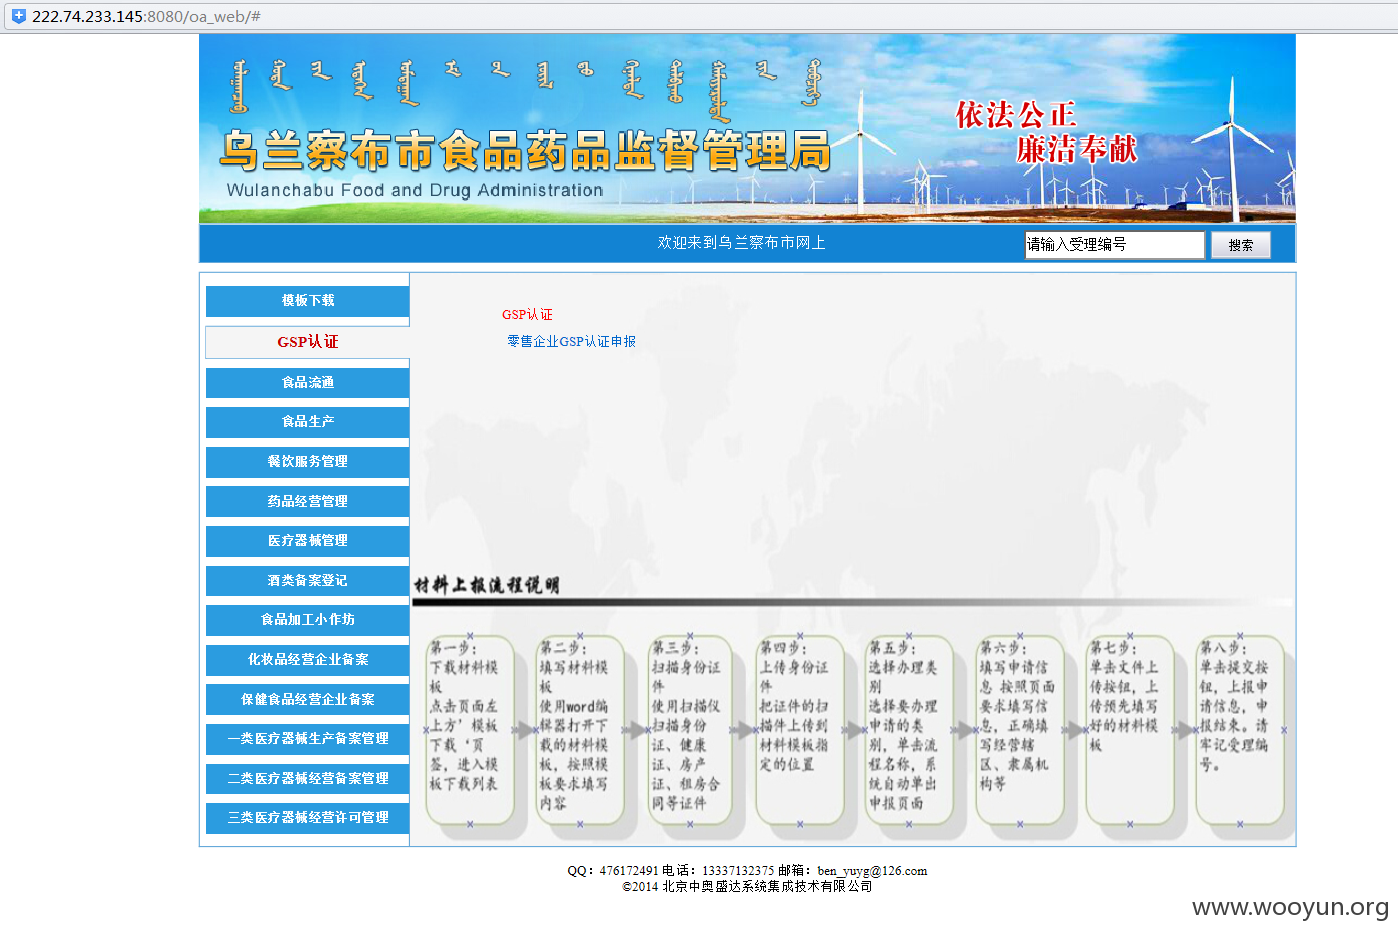 222.74.233.145:8080/oa_web/#
乌兰察布市食品药品监督管理局
Wulanchabu Food and Drug Administration
依法公正
廉洁奉献
欢迎来到乌兰察布市网上
请输入受理编号
搜索
模板下载
GSP认证
食品流通
食品生产
餐饮服务管理
药品经营管理
医疗器械管理
酒类备案登记
食品加工小作坊
化妆品经营企业备案
保健食品经营企业备案
一类医疗器械生产备案管理
二类医疗器械经营备案管理
三类医疗器械经营许可管理
GSP认证
零售企业GSP认证申报
材料上报流程说明
第一步：
下载材料模
板
点击页面左
上方’模板
下载‘页
签，进入模
板下载列表
第二步：
填写材料模
板
使用word编
辑器打开下
载的材料模
板，按照模
板要求填写
内容
第三步：
扫描身份证
件
使用扫描仪
扫描身份
证、健康
证、房产
证、租房合
同等证件
第四步：
上传身份证
件
把证件的扫
描件上传到
材料模板指
定的位置
第五步：
选择办理类
别
选择要办理
申请的类
别，单击流
程名称，系
统自动单出
申报页面
第六步：
填写申请信
息 按照页面
要求填写信
息，正确填
写经营辖
区、隶属机
构等
第七步：
单击文件上
传按钮，上
传预先填写
好的材料模
板
第八步：
单击提交按
钮，上报申
请信息，申
报结束。请
牢记受理编
号。
QQ：476172491 电话：13337132375 邮箱：ben_yuyg@126.com
©2014 北京中奥盛达系统集成技术有限公司
www.wooyun.org